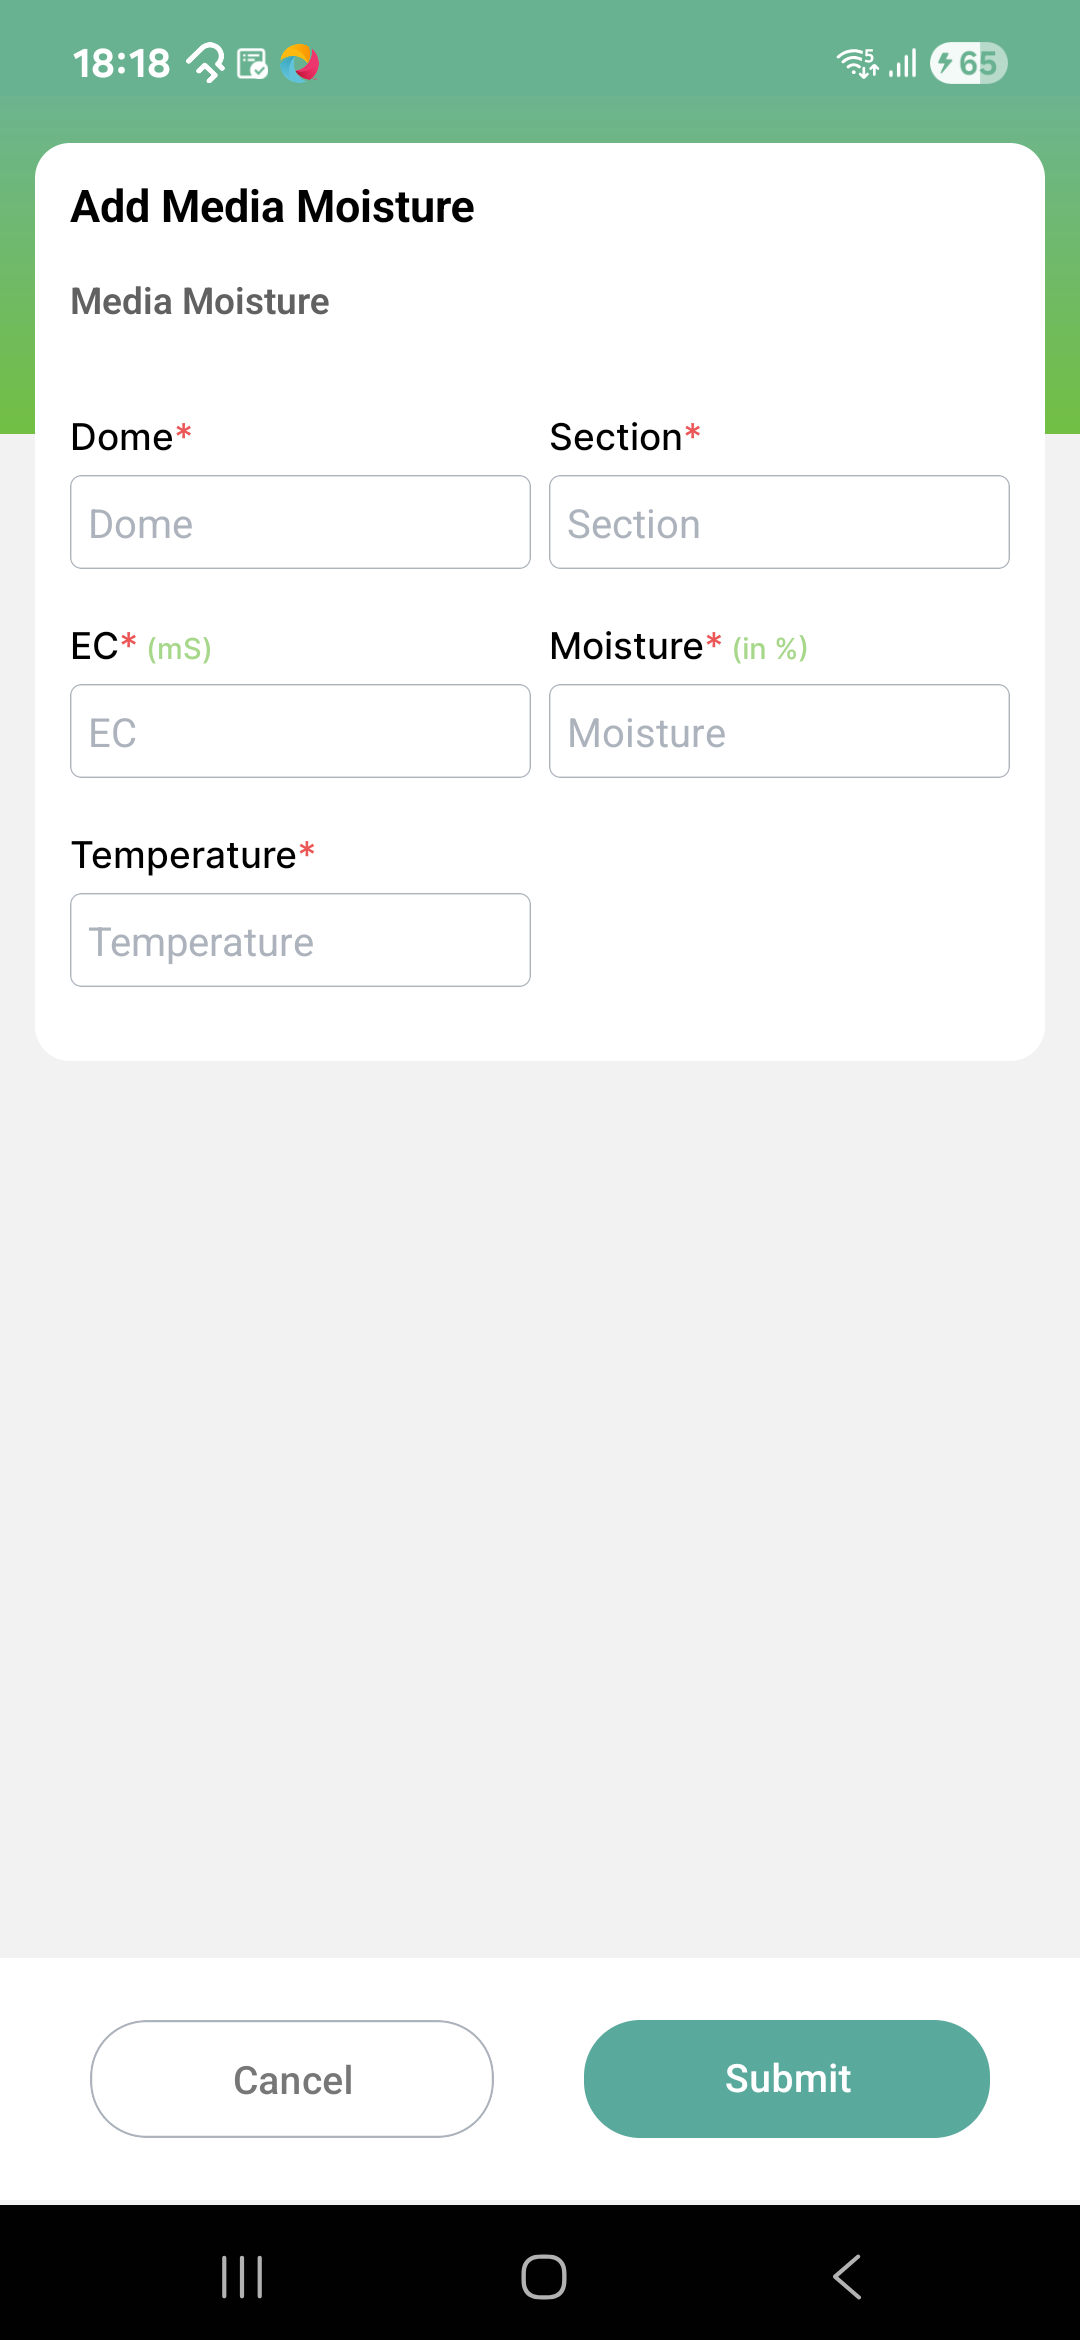 18:18
5
65
Add Media Moisture
Media Moisture
Dome* Section*
Dome Section
EC* (mS) Moisture* (in %)
EC Moisture
Temperature*
Temperature
Cancel Submit